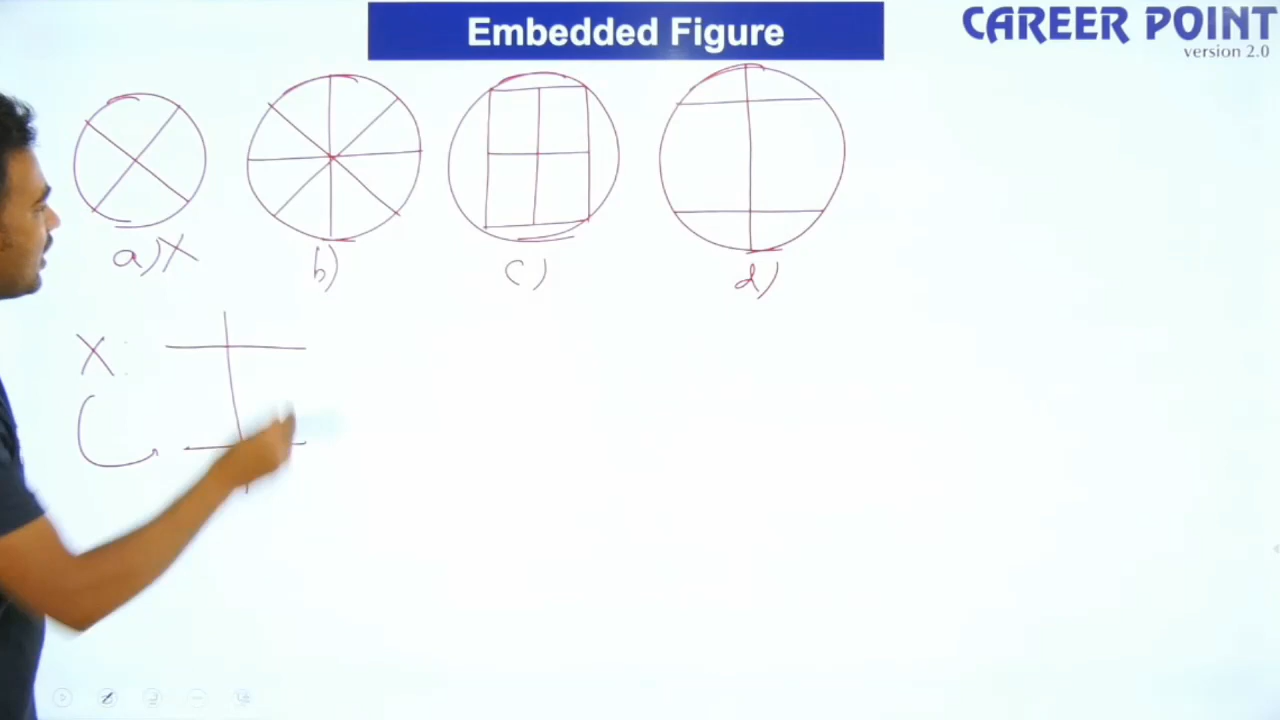 Embedded Figure
CAREER POINT
version 2.0
a) X
b)
c)
d)
X: